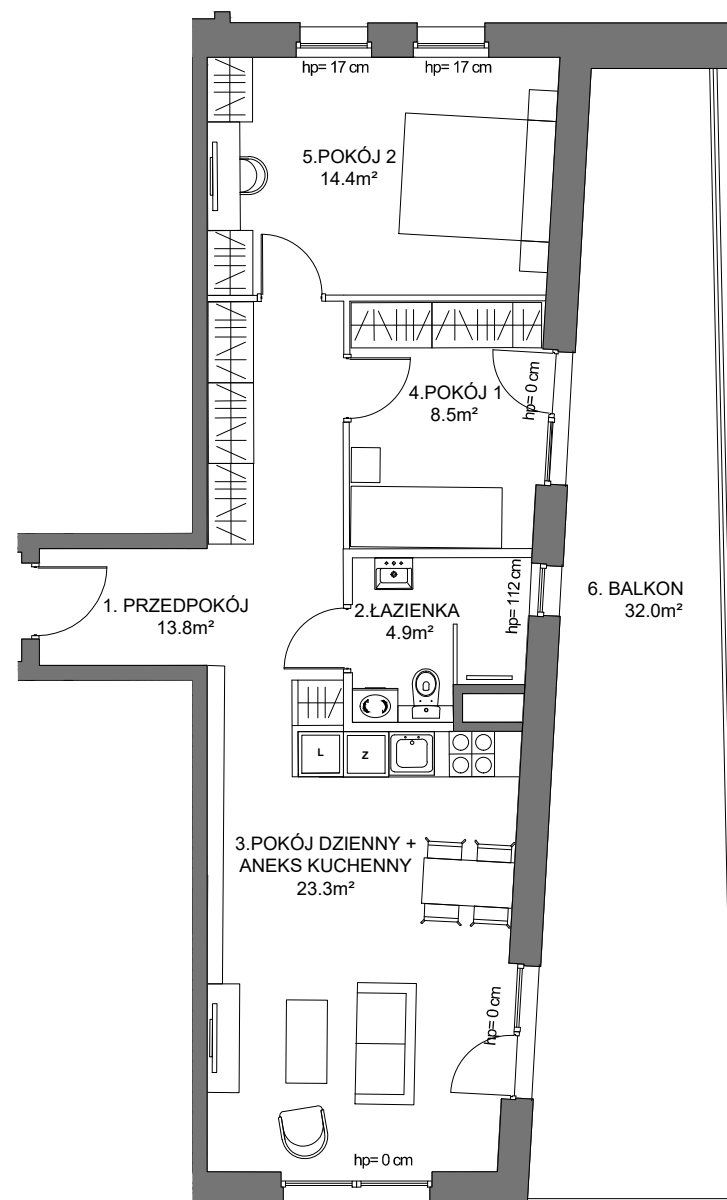 hp= 17 cm
hp= 17 cm
5.POKÓJ 2
14.4m²
4.POKÓJ 1
8.5m²
hp= 0 cm
1. PRZEDPOKÓJ
13.8m²
2.ŁAZIENKA
4.9m²
hp= 112 cm
6. BALKON
32.0m²
L
Z
3.POKÓJ DZIENNY +
ANEKS KUCHENNY
23.3m²
hp= 0 cm
hp= 0 cm